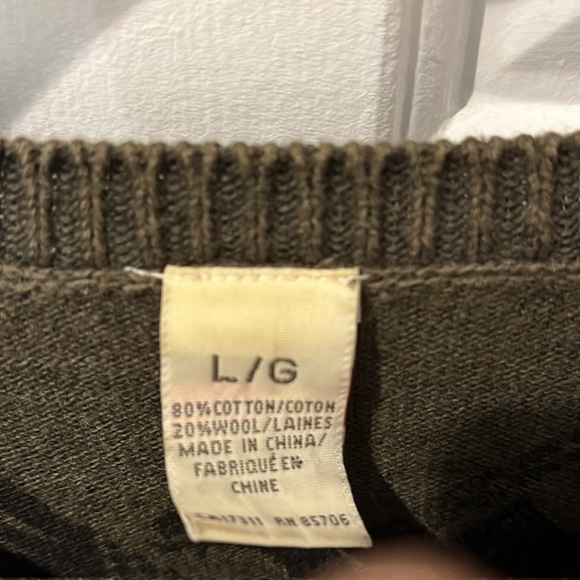 L/G
80%COTTON/COTON
20%WOOL/LAINES
MADE IN CHINA/
FABRIQUÉ EN
CHINE
RN 85706